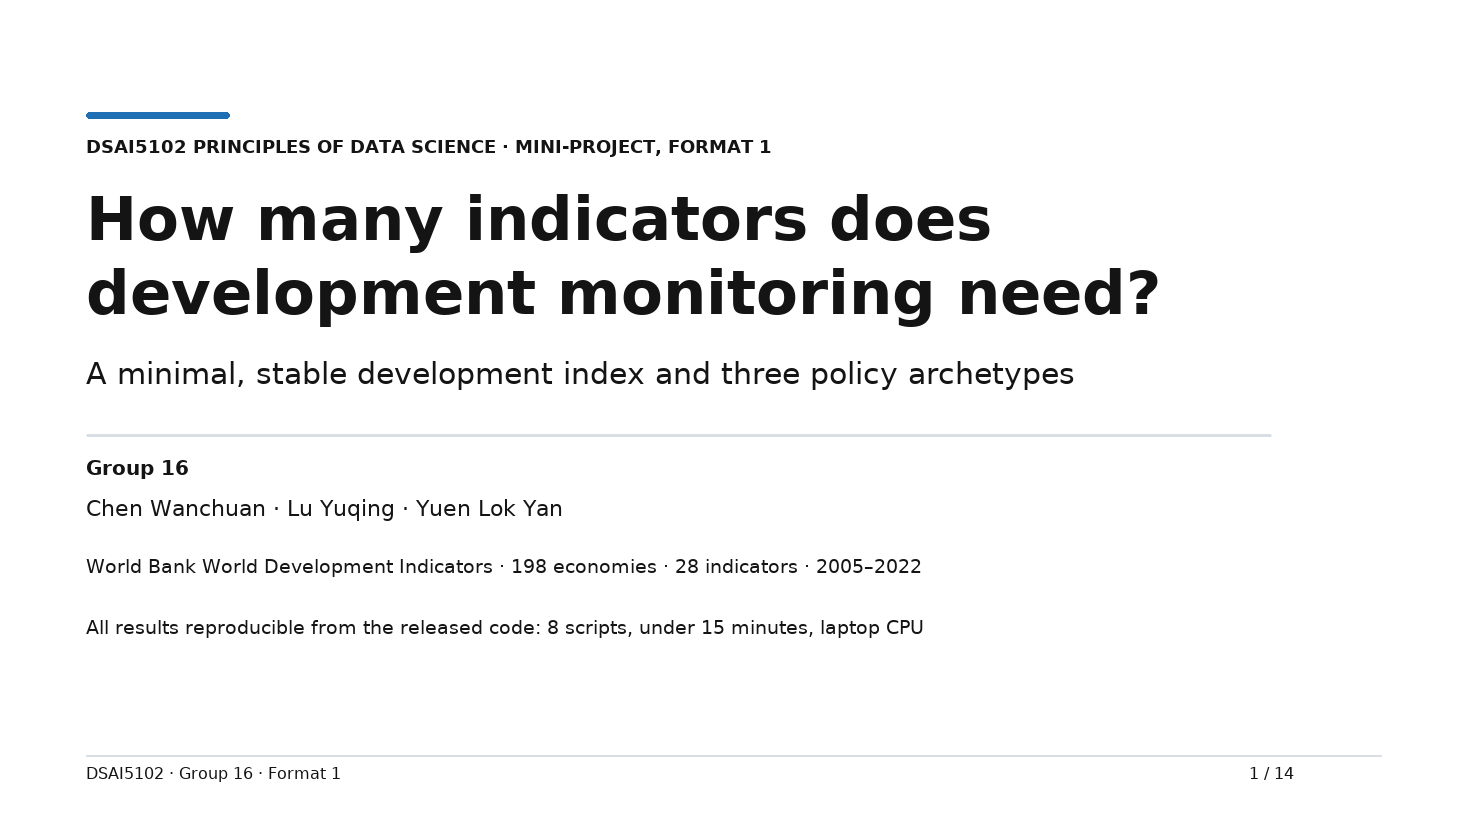 DSAI5102 PRINCIPLES OF DATA SCIENCE · MINI-PROJECT, FORMAT 1
How many indicators does
development monitoring need?
A minimal, stable development index and three policy archetypes
Group 16
Chen Wanchuan · Lu Yuqing · Yuen Lok Yan
World Bank World Development Indicators · 198 economies · 28 indicators · 2005–2022
All results reproducible from the released code: 8 scripts, under 15 minutes, laptop CPU
DSAI5102 · Group 16 · Format 1
1 / 14